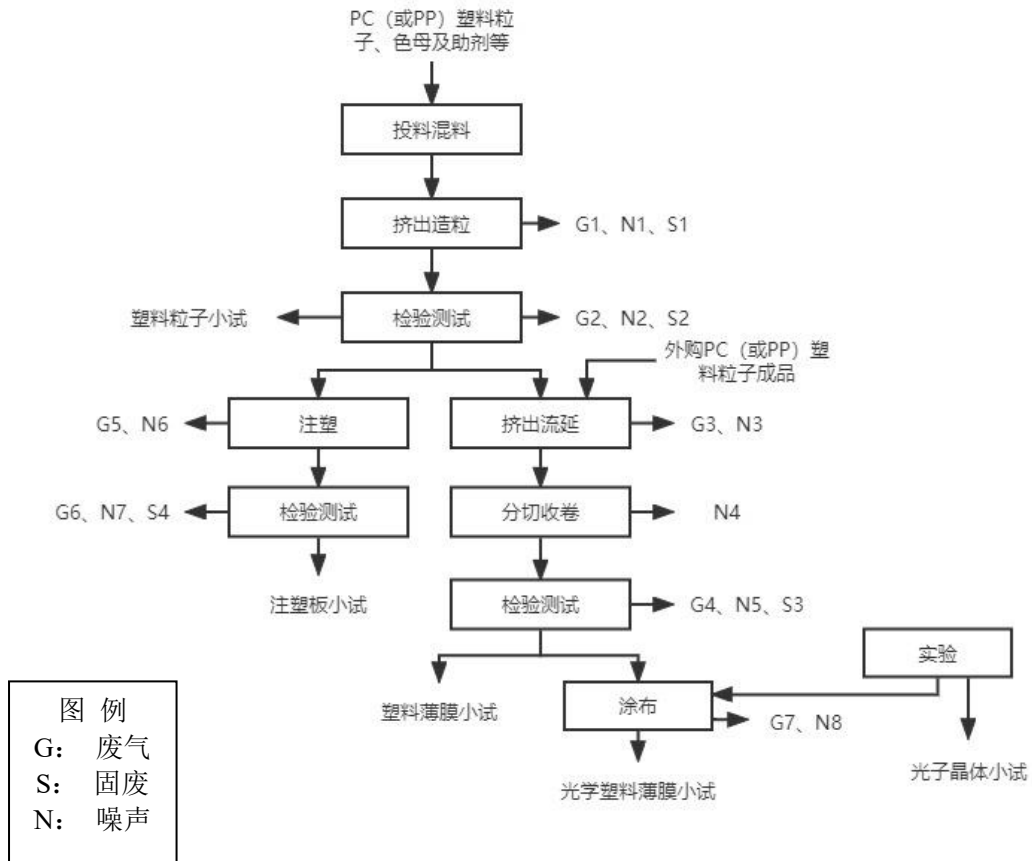 PC（或PP）塑料粒
子、色母及助剂等
投料混料
挤出造粒
G1、N1、S1
塑料粒子小试
检验测试
G2、N2、S2
外购PC（或PP）塑
料粒子成品
G5、N6
注塑
挤出流延
G3、N3
G6、N7、S4
检验测试
分切收卷
N4
注塑板小试
检验测试
G4、N5、S3
实验
塑料薄膜小试
涂布
G7、N8
光学塑料薄膜小试
光子晶体小试
图 例
G： 废气
S： 固废
N： 噪声